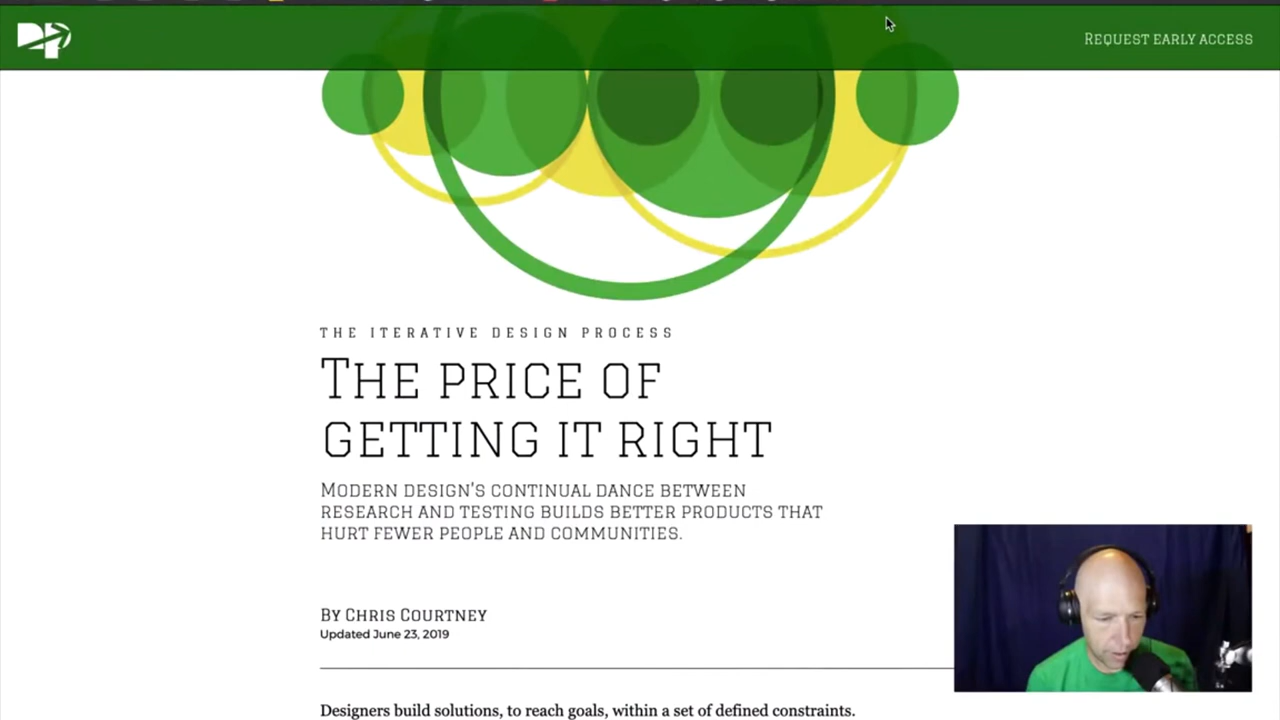 REQUEST EARLY ACCESS
THE ITERATIVE DESIGN PROCESS
THE PRICE OF
GETTING IT RIGHT
MODERN DESIGN'S CONTINUAL DANCE BETWEEN
RESEARCH AND TESTING BUILDS BETTER PRODUCTS THAT
HURT FEWER PEOPLE AND COMMUNITIES.
BY CHRIS COURTNEY
Updated June 23, 2019
Designers build solutions, to reach goals, within a set of defined constraints.